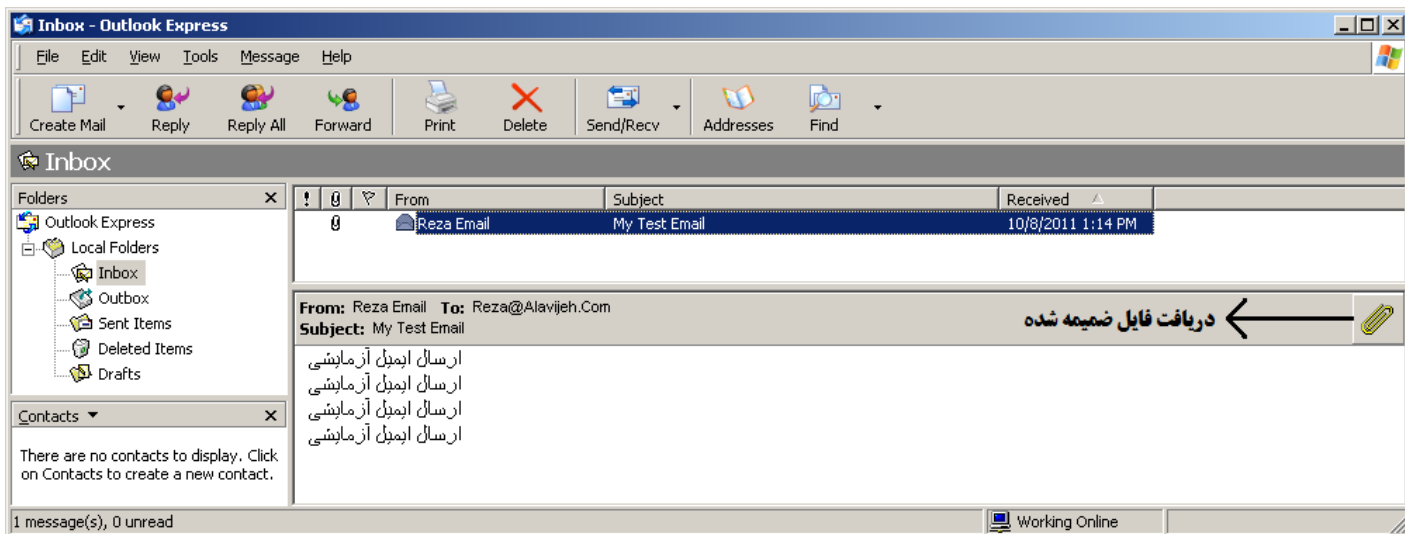 Inbox - Outlook Express
File Edit View Tools Message Help
Create Mail Reply Reply All Forward Print Delete Send/Recv Addresses Find
Inbox
Folders
Outlook Express
Local Folders
Inbox
Outbox
Sent Items
Deleted Items
Drafts
Contacts
There are no contacts to display. Click
on Contacts to create a new contact.
! From Subject Received
Reza Email My Test Email 10/8/2011 1:14 PM
From: Reza Email To: Reza@Alavijeh.Com
Subject: My Test Email
دریافت فایل ضمیمه شده
ارسال ایمیل آزمایشی
ارسال ایمیل آزمایشی
ارسال ایمیل آزمایشی
ارسال ایمیل آزمایشی
1 message(s), 0 unread
Working Online